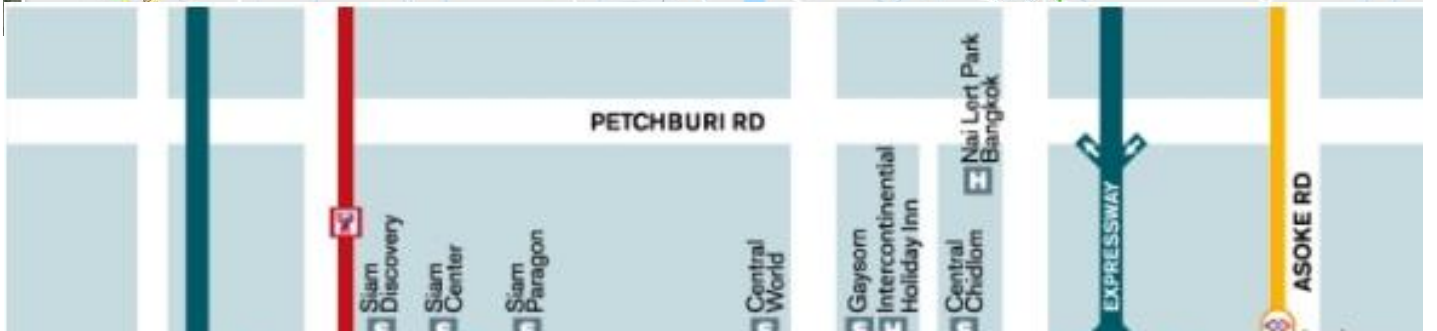 PETCHBURI RD
Nai Lert Park
Bangkok
H
Siam
Discovery
Siam
Center
Siam
Paragon
Central
World
Gaysorn
Intercontinental
Holiday Inn
Central
Chidlom
EXPRESSWAY
ASOKE RD